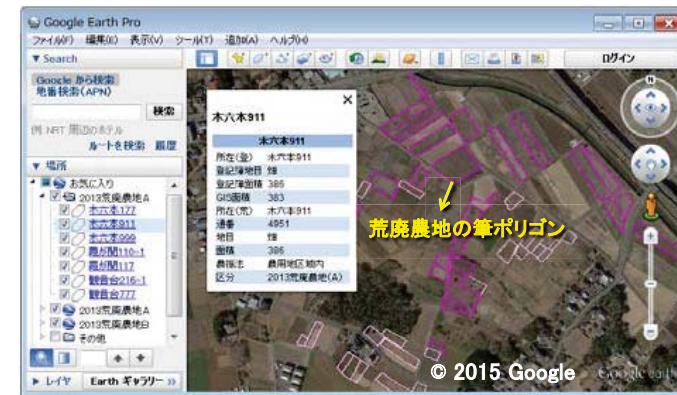 Google Earth Pro
ファイル(F) 編集(E) 表示(V) ツール(T) 追加(A) ヘルプ(H)
▼ Search
ログイン
Google から検索
地番検索(APN)
検索
例: NRT 周辺のホテル
ルートを検索 履歴
▼ 場所
お気に入り
2013荒廃農地A
木六本177
木六本911
木六本999
霞が関110-1
霞が関117
観音台216-1
観音台777
2013荒廃農地A
2013荒廃農地B
その他
► レイヤ Earth ギャラリー »
木六本911
木六本911
所在(登) 木六本911
登記簿地目 畑
登記簿面積 386
GIS面積 383
所在(荒) 木六本911
通番 4951
地目 畑
面積 386
農振法 農用地区域内
区分 2013荒廃農地(A)
N
荒廃農地の筆ポリゴン
© 2015 Google
Google earth